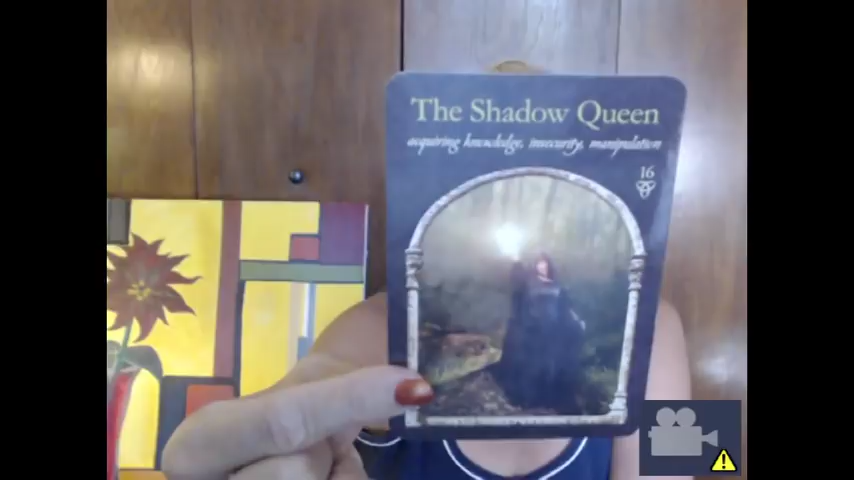 The Shadow Queen
acquiring knowledge, insecurity, manipulation
16